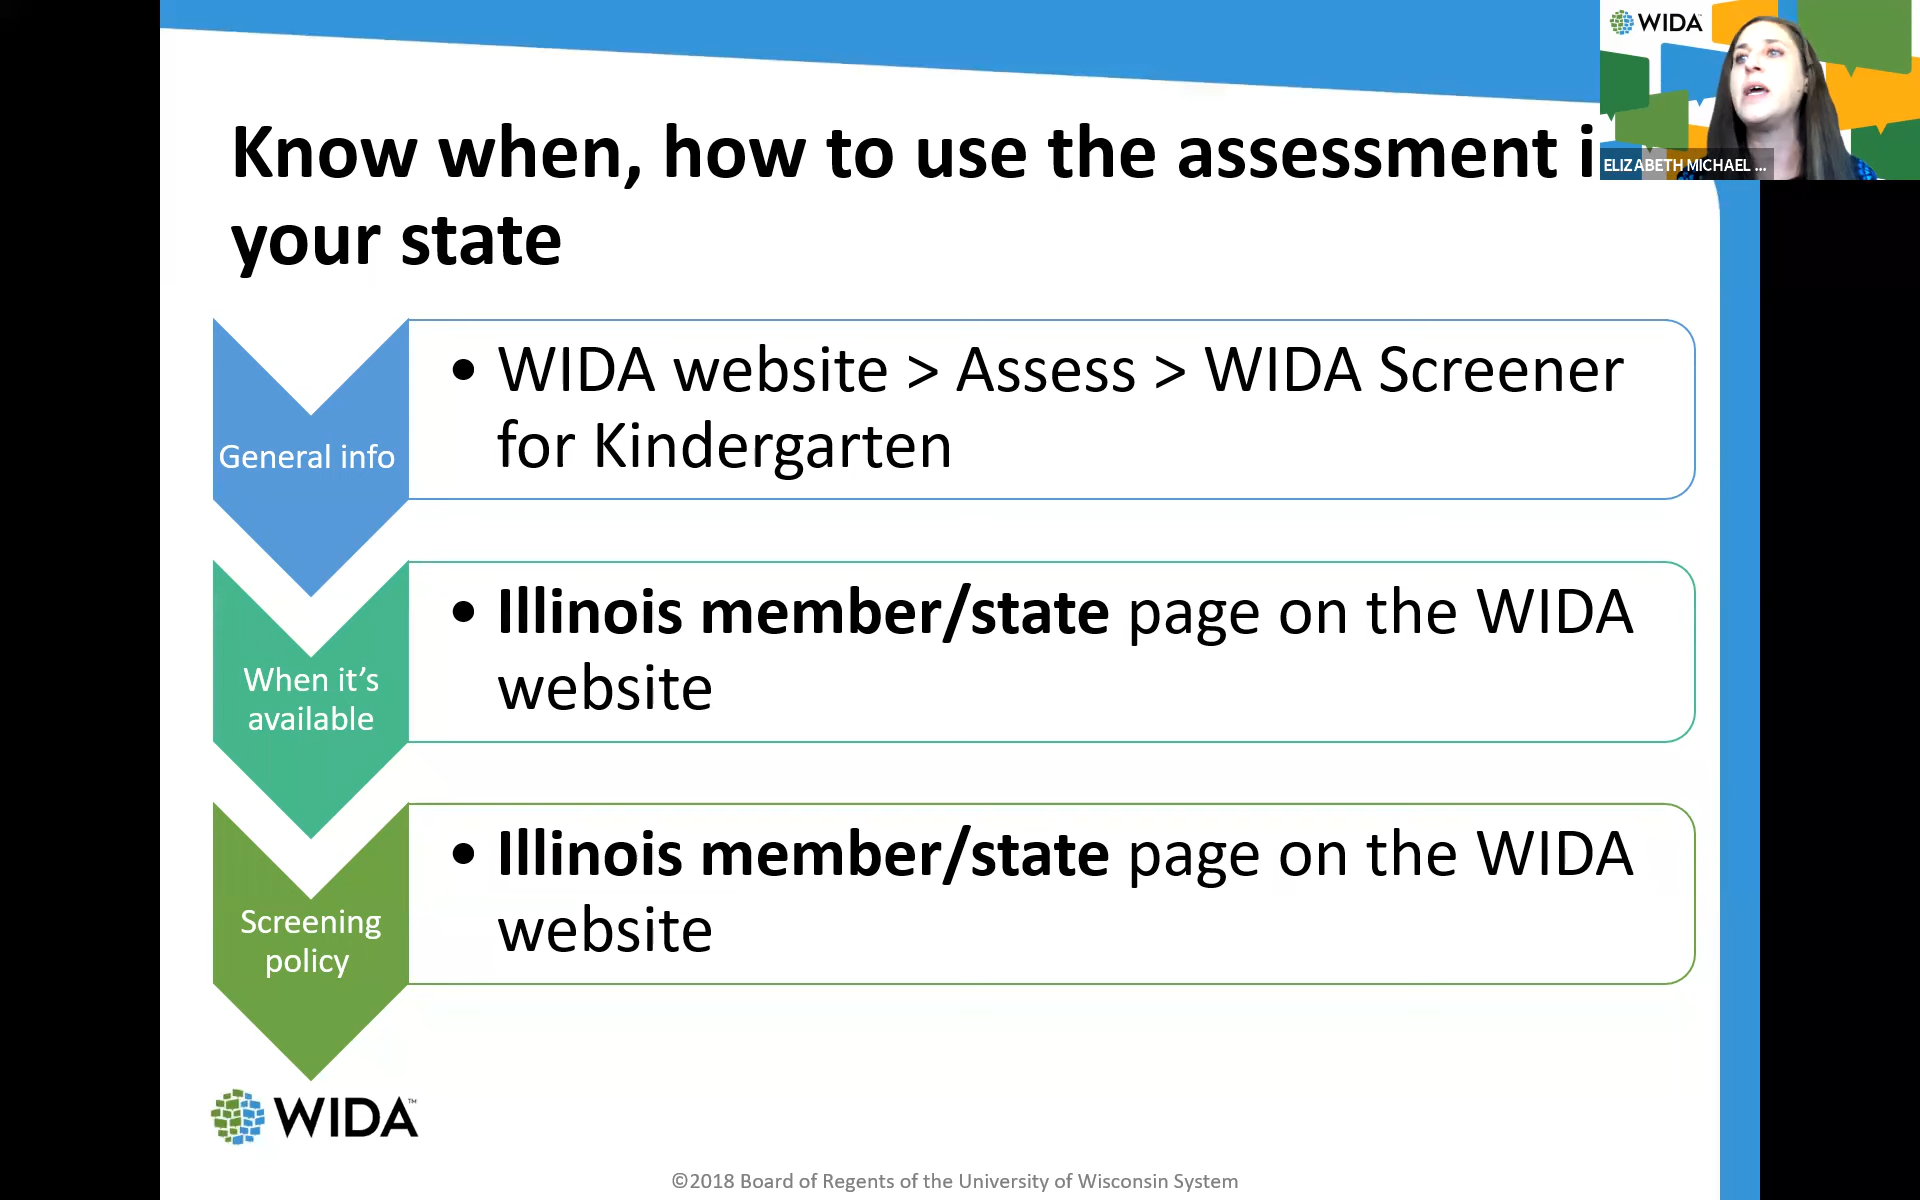 WIDA
Know when, how to use the assessment i
ELIZABETH MICHAEL ...
your state
General info
• WIDA website > Assess > WIDA Screener
for Kindergarten
When it's
available
• Illinois member/state page on the WIDA
website
Screening
policy
• Illinois member/state page on the WIDA
website
WIDA™
©2018 Board of Regents of the University of Wisconsin System